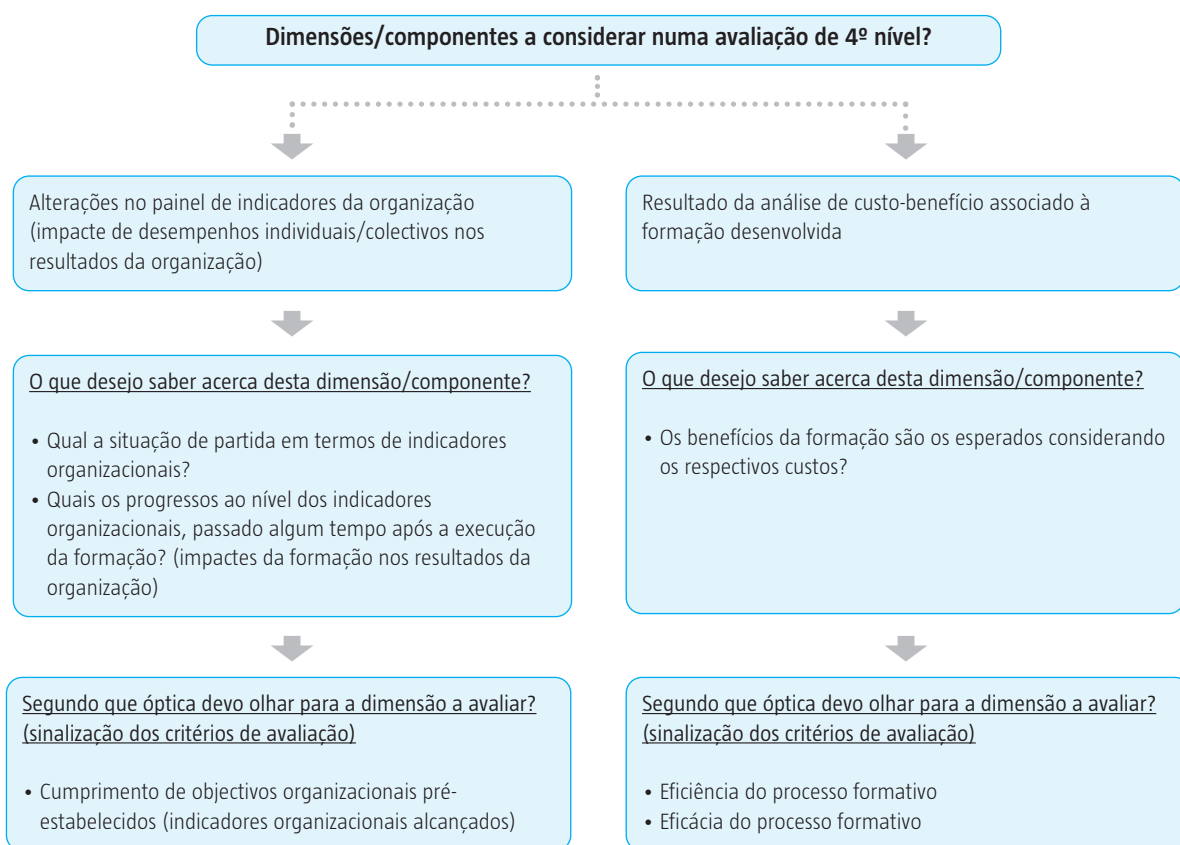 Dimensões/componentes a considerar numa avaliação de 4º nível?
Alterações no painel de indicadores da organização
(impacte de desempenhos individuais/colectivos nos
resultados da organização)
Resultado da análise de custo-benefício associado à
formação desenvolvida
O que desejo saber acerca desta dimensão/componente?
• Qual a situação de partida em termos de indicadores
organizacionais?
• Quais os progressos ao nível dos indicadores
organizacionais, passado algum tempo após a execução
da formação? (impactes da formação nos resultados da
organização)
O que desejo saber acerca desta dimensão/componente?
• Os benefícios da formação são os esperados considerando
os respectivos custos?
Segundo que óptica devo olhar para a dimensão a avaliar?
(sinalização dos critérios de avaliação)
• Cumprimento de objectivos organizacionais pré-
estabelecidos (indicadores organizacionais alcançados)
Segundo que óptica devo olhar para a dimensão a avaliar?
(sinalização dos critérios de avaliação)
• Eficiência do processo formativo
• Eficácia do processo formativo